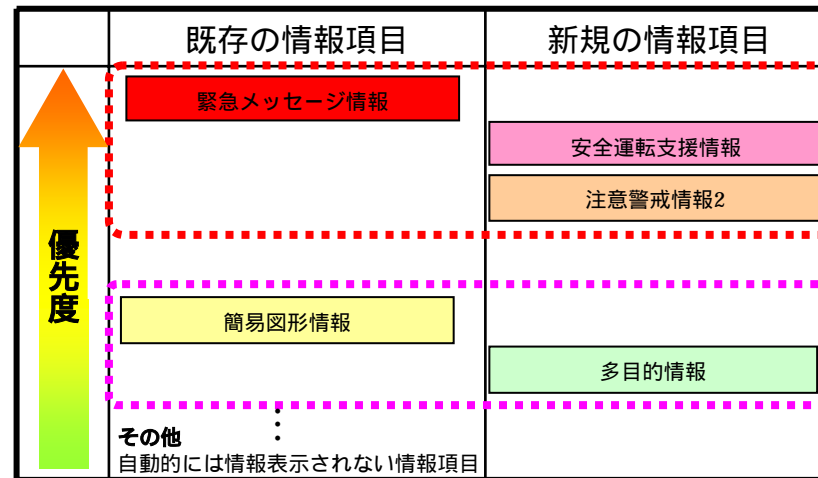 既存の情報項目
新規の情報項目
緊急メッセージ情報
安全運転支援情報
注意警戒情報2
優先度
簡易図形情報
多目的情報
その他
自動的には情報表示されない情報項目